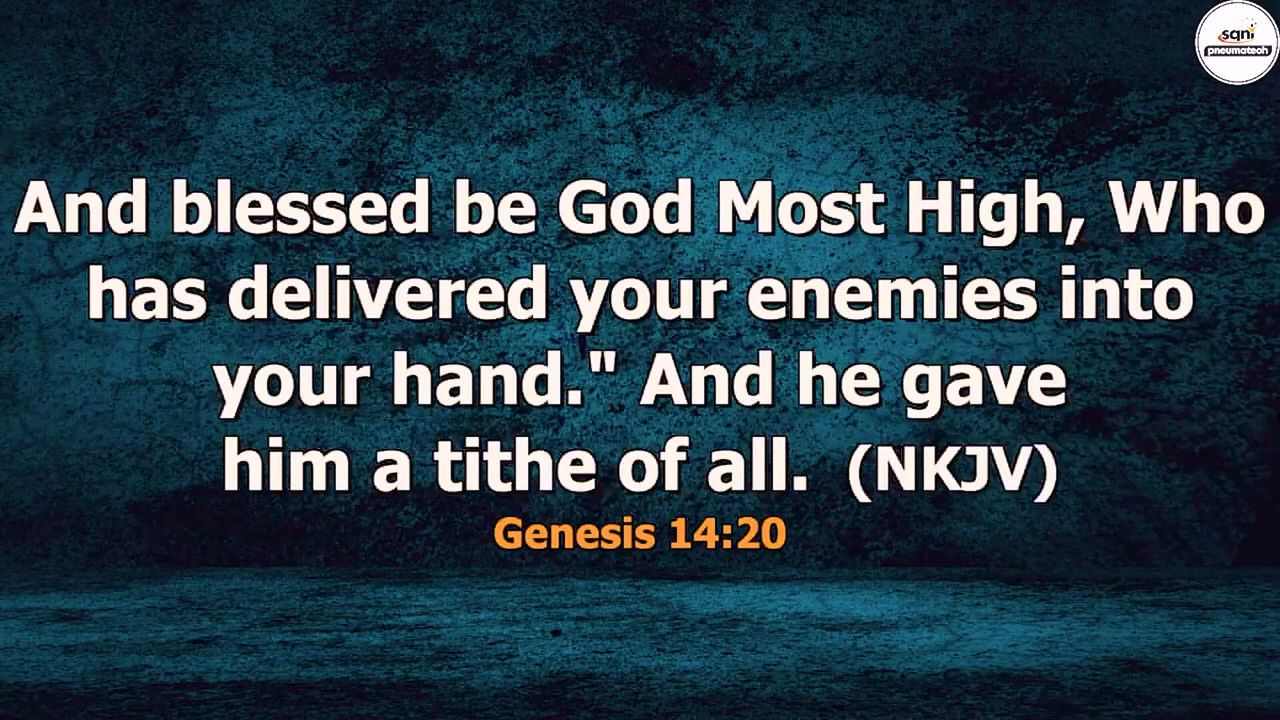 sqni
pneumatech
And blessed be God Most High, Who
has delivered your enemies into
your hand." And he gave
him a tithe of all. (NKJV)
Genesis 14:20